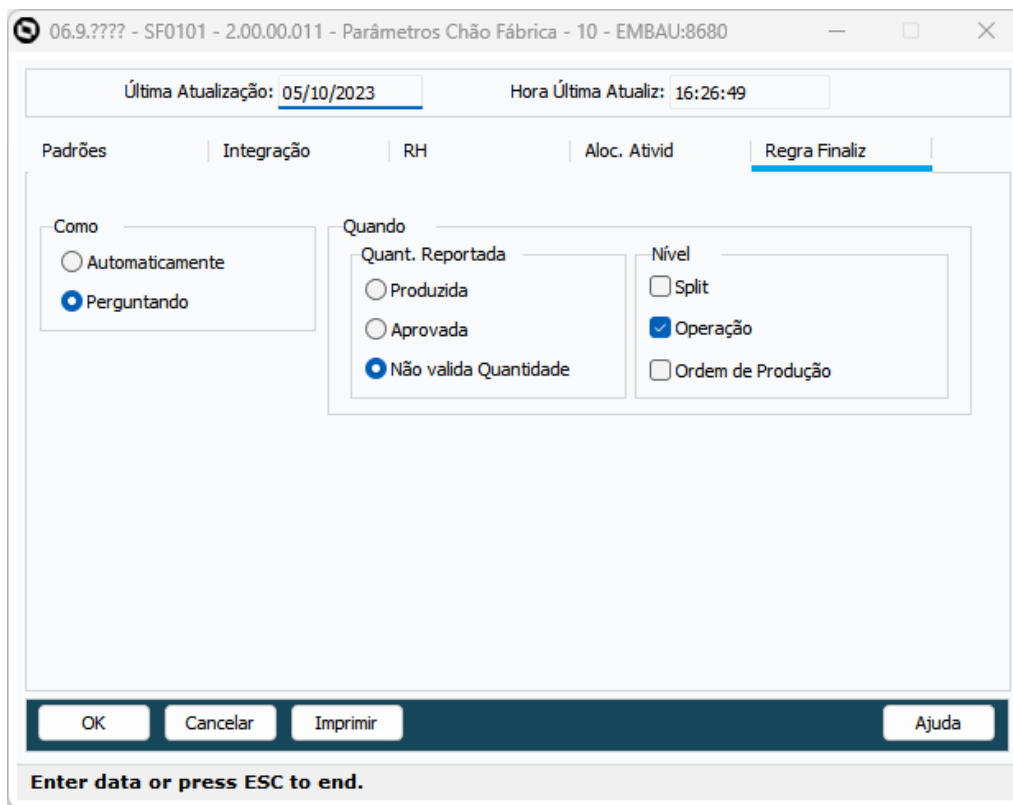 06.9.???? - SF0101 - 2.00.00.011 - Parâmetros Chão Fábrica - 10 - EMBAU:8680
Última Atualização: 05/10/2023 Hora Última Atualiz: 16:26:49
Padrões Integração RH Aloc. Ativid Regra Finaliz
Como
Automaticamente
Perguntando
Quando
Quant. Reportada
Produzida
Aprovada
Não valida Quantidade
Nível
Split
Operação
Ordem de Produção
OK Cancelar Imprimir Ajuda
Enter data or press ESC to end.